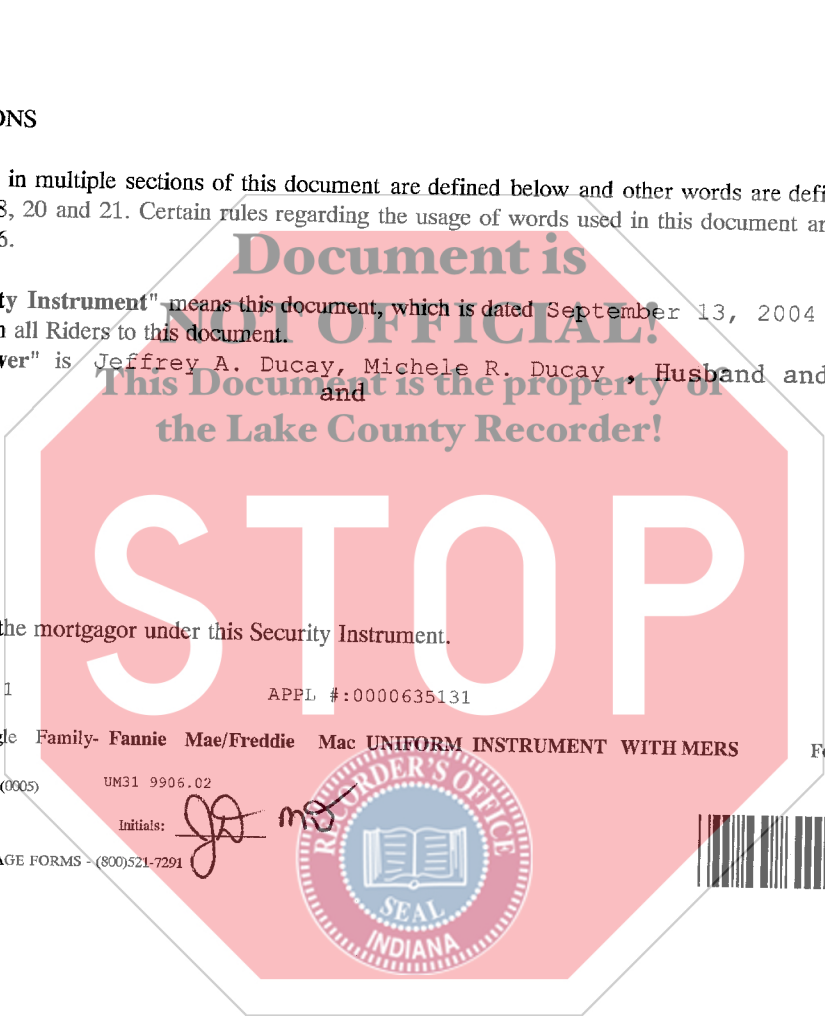 ONS
in multiple sections of this document are defined below and other words are defi
8, 20 and 21. Certain rules regarding the usage of words used in this document ar
6.
Document is
ty Instrument" means this document, which is dated September 13, 2004
NOT OFFICIAL!
n all Riders to this document.
wer" is Jeffrey A. Ducay, Michele R. Ducay , Husband and
This Document is the property of
and
the Lake County Recorder!
STOP
the mortgagor under this Security Instrument.
1 APPL #:0000635131
gle Family- Fannie Mae/Freddie Mac UNIFORM INSTRUMENT WITH MERS Fo
(0005) UM31 9906.02
RECORDER'S OFFICE
Initials: JD MD
AGE FORMS - (800)521-7291
SEAL
INDIANA